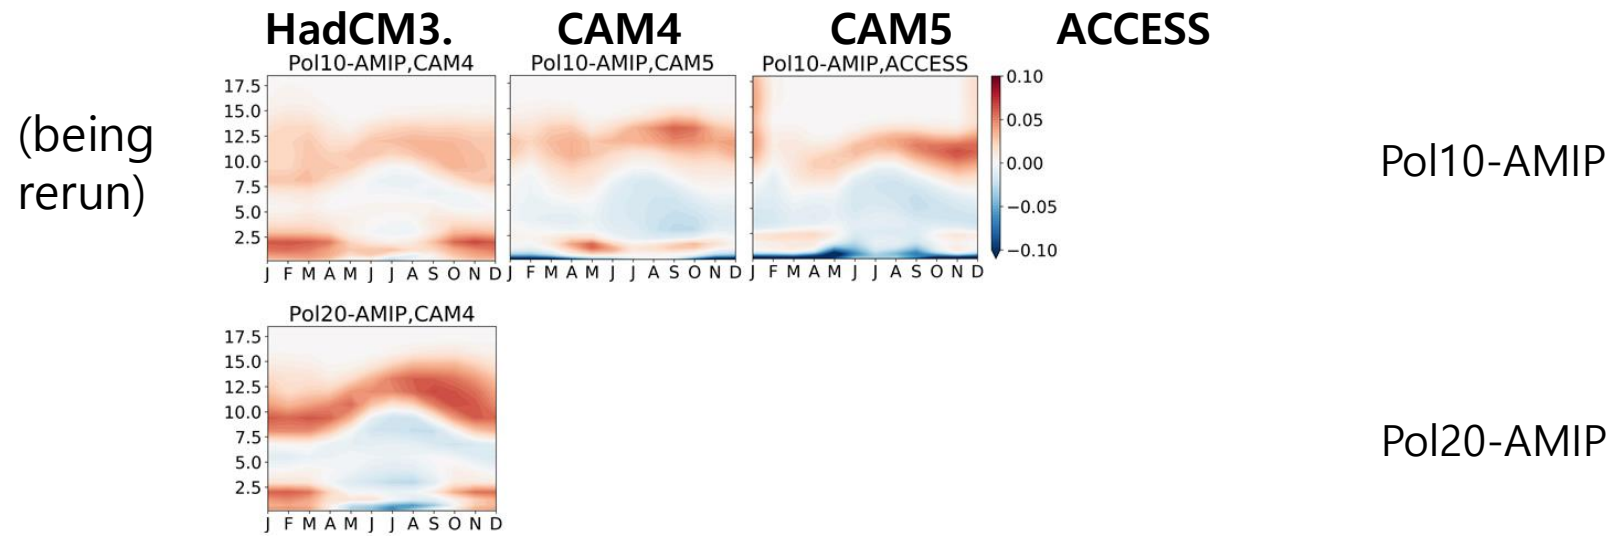 HadCM3. CAM4 CAM5 ACCESS
Pol10-AMIP,CAM4 Pol10-AMIP,CAM5 Pol10-AMIP,ACCESS
(being
rerun)
17.5
15.0
12.5
10.0
7.5
5.0
2.5
J F M A M J J A S O N D
J F M A M J J A S O N D
J F M A M J J A S O N D
0.10
0.05
0.00
−0.05
−0.10
Pol10-AMIP
Pol20-AMIP,CAM4
17.5
15.0
12.5
10.0
7.5
5.0
2.5
J F M A M J J A S O N D
Pol20-AMIP